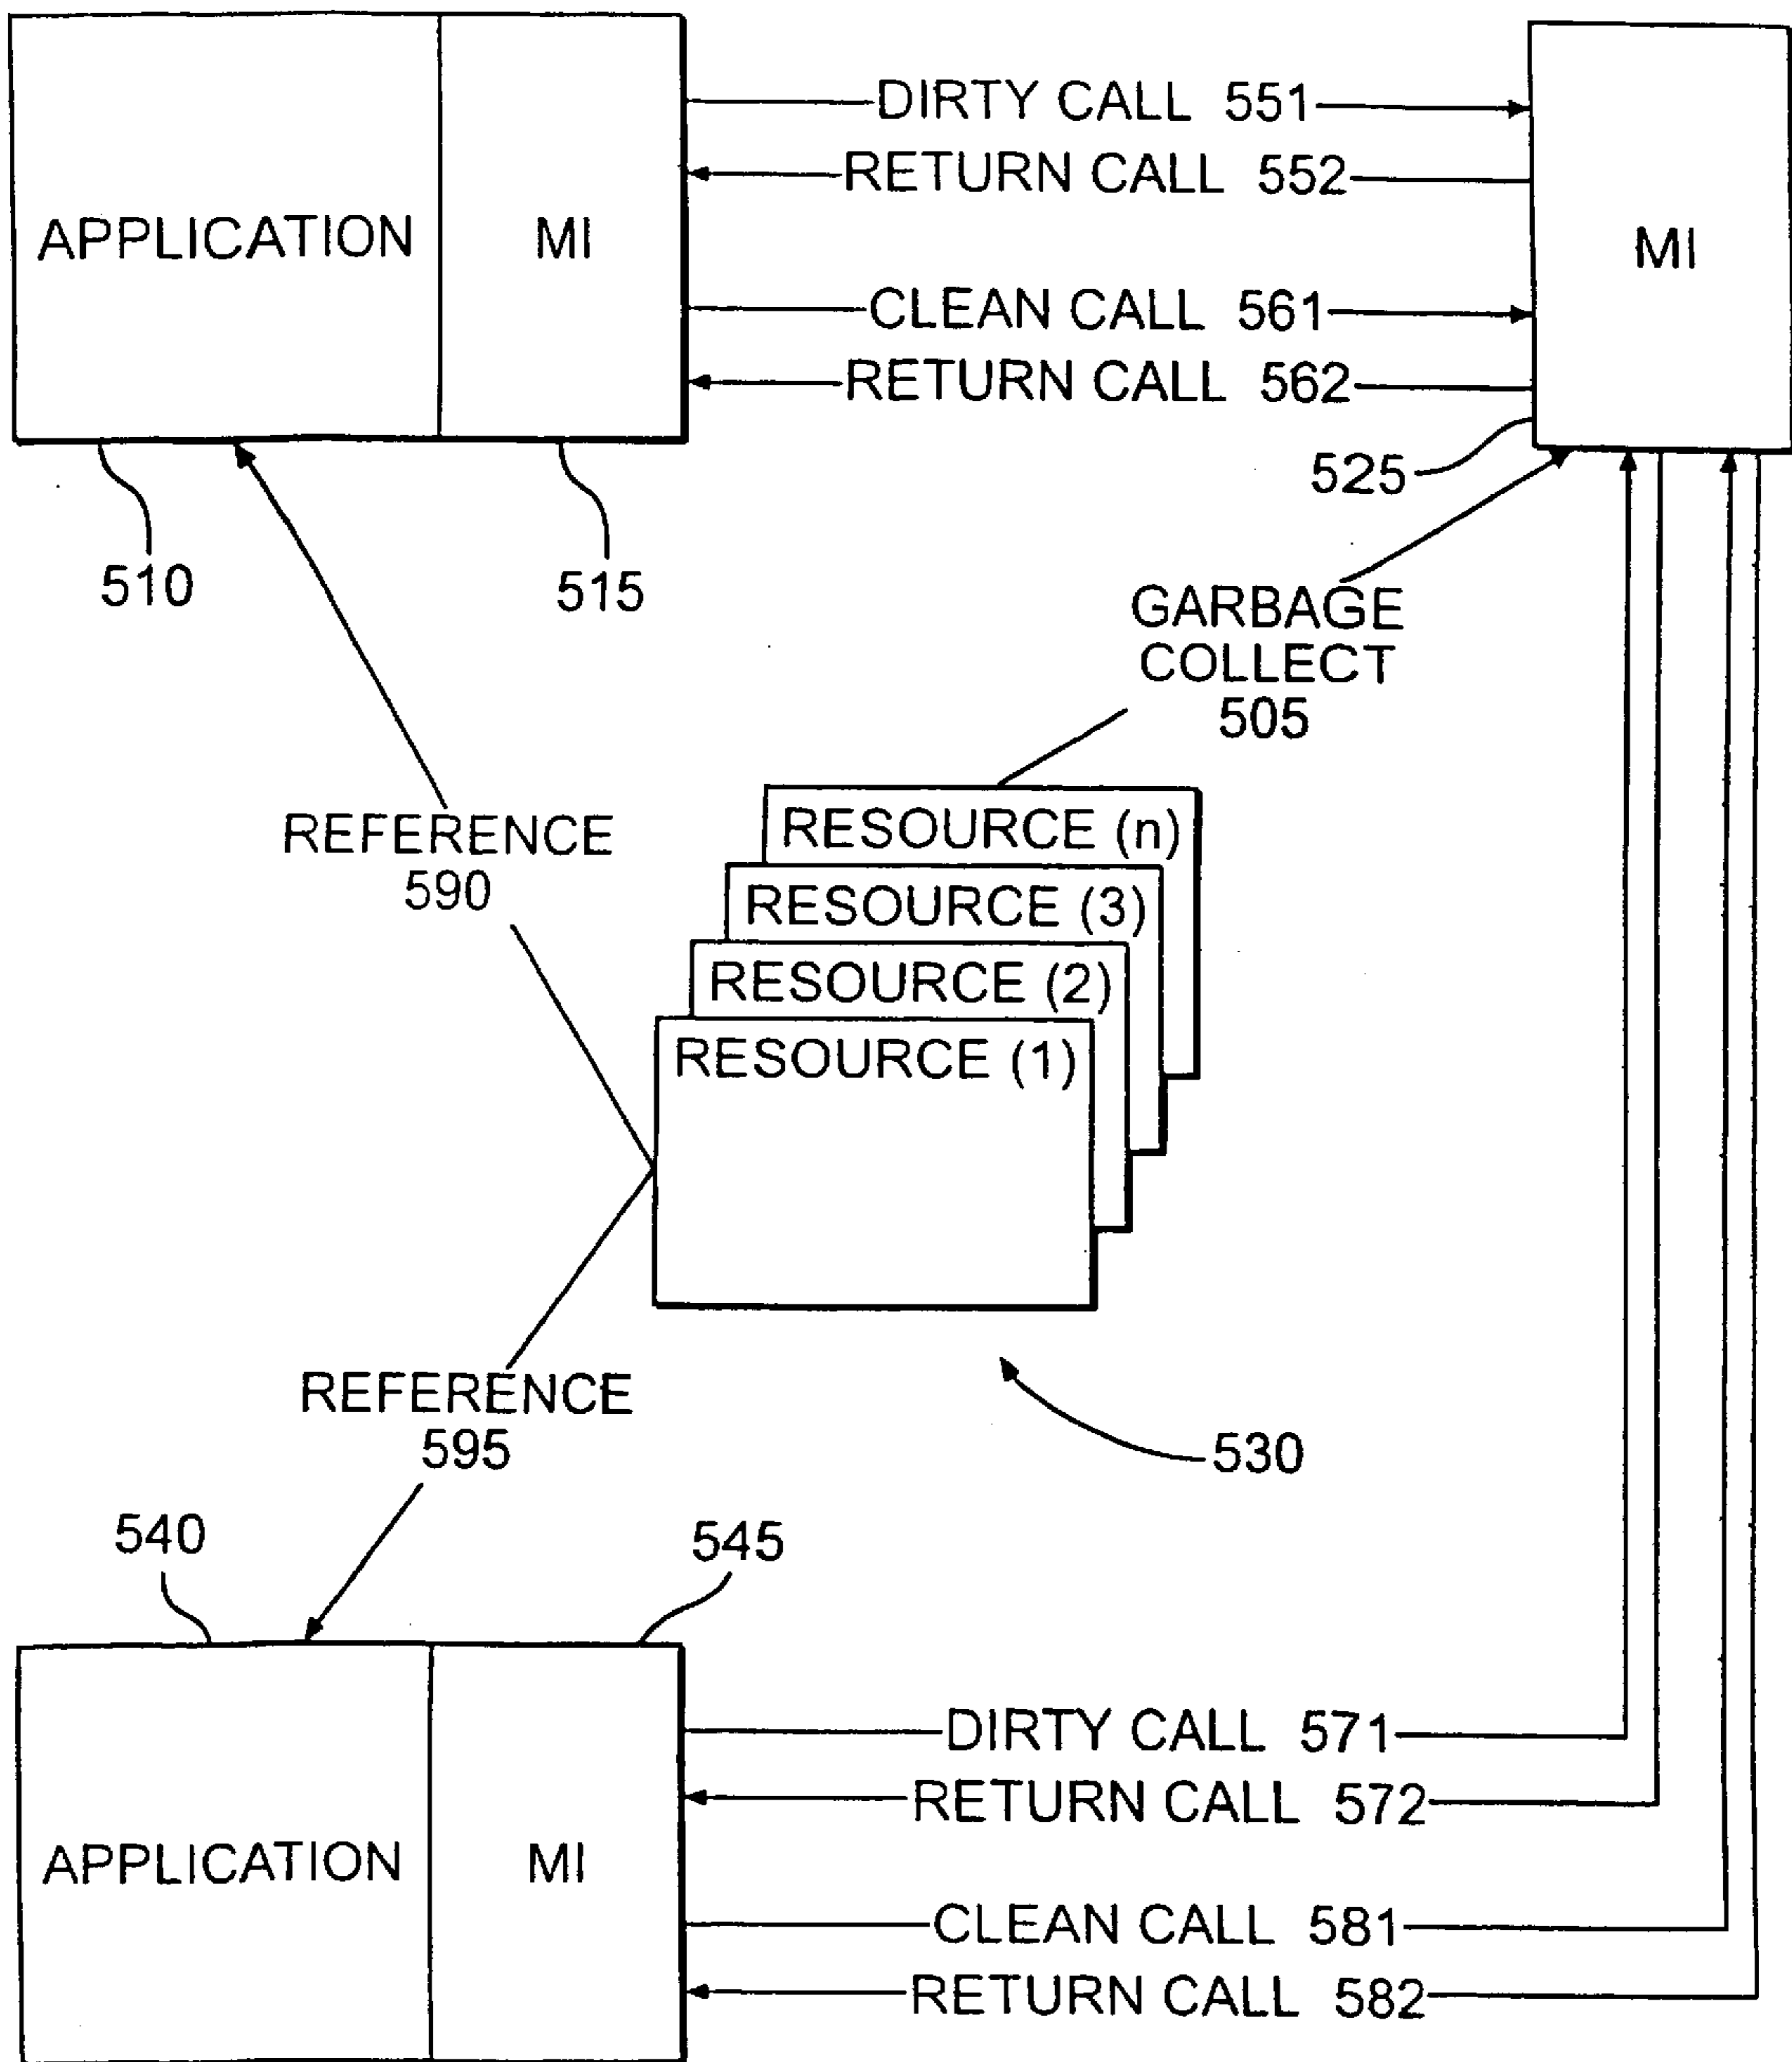 APPLICATION
MI
DIRTY CALL 551
RETURN CALL 552
CLEAN CALL 561
RETURN CALL 562
MI
510
515
525
GARBAGE
COLLECT
505
REFERENCE
590
RESOURCE (n)
RESOURCE (3)
RESOURCE (2)
RESOURCE (1)
REFERENCE
595
530
540
545
APPLICATION
MI
DIRTY CALL 571
RETURN CALL 572
CLEAN CALL 581
RETURN CALL 582